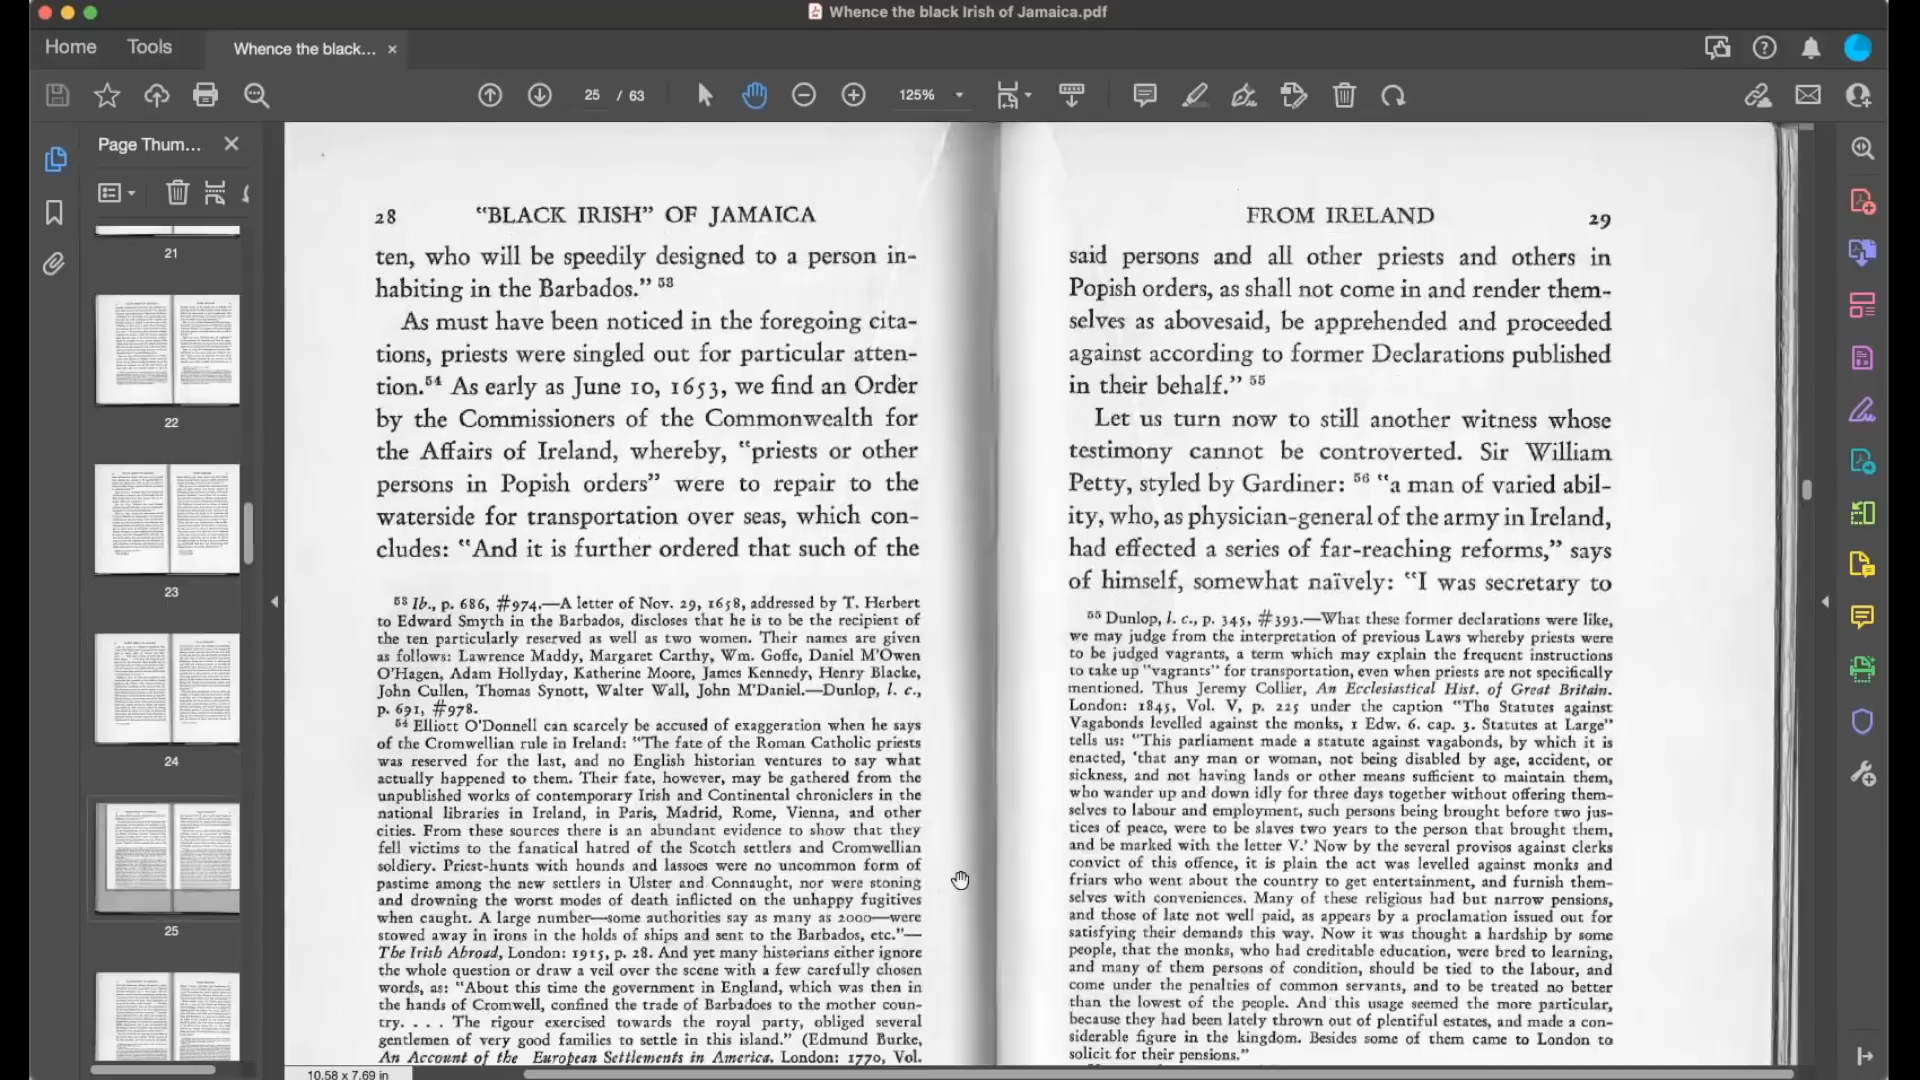 Whence the black Irish of Jamaica.pdf
Home
Tools
Whence the black... ×
25 / 63
125%
Page Thum...
21
22
23
24
25
28 "BLACK IRISH" OF JAMAICA
ten, who will be speedily designed to a person in-
habiting in the Barbados." 53
As must have been noticed in the foregoing cita-
tions, priests were singled out for particular atten-
tion.54 As early as June 10, 1653, we find an Order
by the Commissioners of the Commonwealth for
the Affairs of Ireland, whereby, "priests or other
persons in Popish orders" were to repair to the
waterside for transportation over seas, which con-
cludes: "And it is further ordered that such of the
53 Ib., p. 686, #974.—A letter of Nov. 29, 1658, addressed by T. Herbert
to Edward Smyth in the Barbados, discloses that he is to be the recipient of
the ten particularly reserved as well as two women. Their names are given
as follows: Lawrence Maddy, Margaret Carthy, Wm. Goffe, Daniel M'Owen
O'Hagen, Adam Hollyday, Katherine Moore, James Kennedy, Henry Blacke,
John Cullen, Thomas Synott, Walter Wall, John M'Daniel.—Dunlop, l. c.,
p. 691, #978.
54 Elliott O'Donnell can scarcely be accused of exaggeration when he says
of the Cromwellian rule in Ireland: "The fate of the Roman Catholic priests
was reserved for the last, and no English historian ventures to say what
actually happened to them. Their fate, however, may be gathered from the
unpublished works of contemporary Irish and Continental chroniclers in the
national libraries in Ireland, in Paris, Madrid, Rome, Vienna, and other
cities. From these sources there is an abundant evidence to show that they
fell victims to the fanatical hatred of the Scotch settlers and Cromwellian
soldiery. Priest-hunts with hounds and lassoes were no uncommon form of
pastime among the new settlers in Ulster and Connaught, nor were stoning
and drowning the worst modes of death inflicted on the unhappy fugitives
when caught. A large number—some authorities say as many as 2000—were
stowed away in irons in the holds of ships and sent to the Barbados, etc."—
The Irish Abroad, London: 1915, p. 28. And yet many historians either ignore
the whole question or draw a veil over the scene with a few carefully chosen
words, as: "About this time the government in England, which was then in
the hands of Cromwell, confined the trade of Barbadoes to the mother coun-
try. . . . The rigour exercised towards the royal party, obliged several
gentlemen of very good families to settle in this island." (Edmund Burke,
An Account of the European Settlements in America. London: 1770, Vol.
FROM IRELAND 29
said persons and all other priests and others in
Popish orders, as shall not come in and render them-
selves as abovesaid, be apprehended and proceeded
against according to former Declarations published
in their behalf." 55
Let us turn now to still another witness whose
testimony cannot be controverted. Sir William
Petty, styled by Gardiner: 56 "a man of varied abil-
ity, who, as physician-general of the army in Ireland,
had effected a series of far-reaching reforms," says
of himself, somewhat naïvely: "I was secretary to
55 Dunlop, l. c., p. 345, #393.—What these former declarations were like,
we may judge from the interpretation of previous Laws whereby priests were
to be judged vagrants, a term which may explain the frequent instructions
to take up "vagrants" for transportation, even when priests are not specifically
mentioned. Thus Jeremy Collier, An Ecclesiastical Hist. of Great Britain.
London: 1845, Vol. V, p. 225 under the caption "The Statutes against
Vagabonds levelled against the monks, 1 Edw. 6. cap. 3. Statutes at Large"
tells us: "This parliament made a statute against vagabonds, by which it is
enacted, 'that any man or woman, not being disabled by age, accident, or
sickness, and not having lands or other means sufficient to maintain them,
who wander up and down idly for three days together without offering them-
selves to labour and employment, such persons being brought before two jus-
tices of peace, were to be slaves two years to the person that brought them,
and be marked with the letter V.' Now by the several provisos against clerks
convict of this offence, it is plain the act was levelled against monks and
friars who went about the country to get entertainment, and furnish them-
selves with conveniences. Many of these religious had but narrow pensions,
and those of late not well paid, as appears by a proclamation issued out for
satisfying their demands this way. Now it was thought a hardship by some
people, that the monks, who had creditable education, were bred to learning,
and many of them persons of condition, should be tied to the labour, and
come under the penalties of common servants, and to be treated no better
than the lowest of the people. And this usage seemed the more particular,
because they had been lately thrown out of plentiful estates, and made a con-
siderable figure in the kingdom. Besides some of them came to London to
solicit for their pensions."
10.58 x 7.69 in